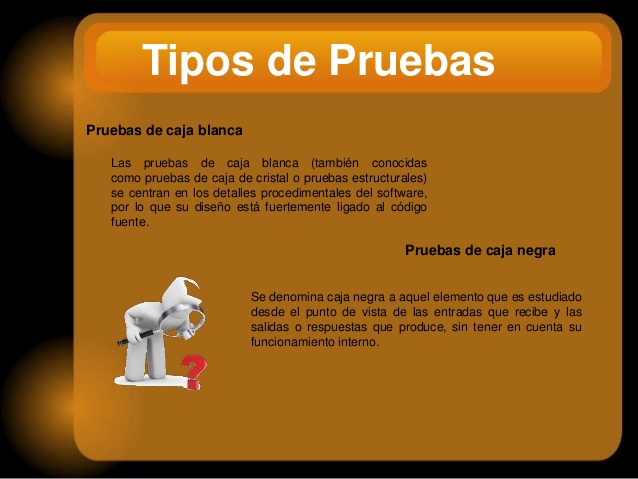 Tipos de Pruebas
Pruebas de caja blanca
Las pruebas de caja blanca (también conocidas
como pruebas de caja de cristal o pruebas estructurales)
se centran en los detalles procedimentales del software,
por lo que su diseño está fuertemente ligado al código
fuente.
Pruebas de caja negra
Se denomina caja negra a aquel elemento que es estudiado
desde el punto de vista de las entradas que recibe y las
salidas o respuestas que produce, sin tener en cuenta su
funcionamiento interno.
?